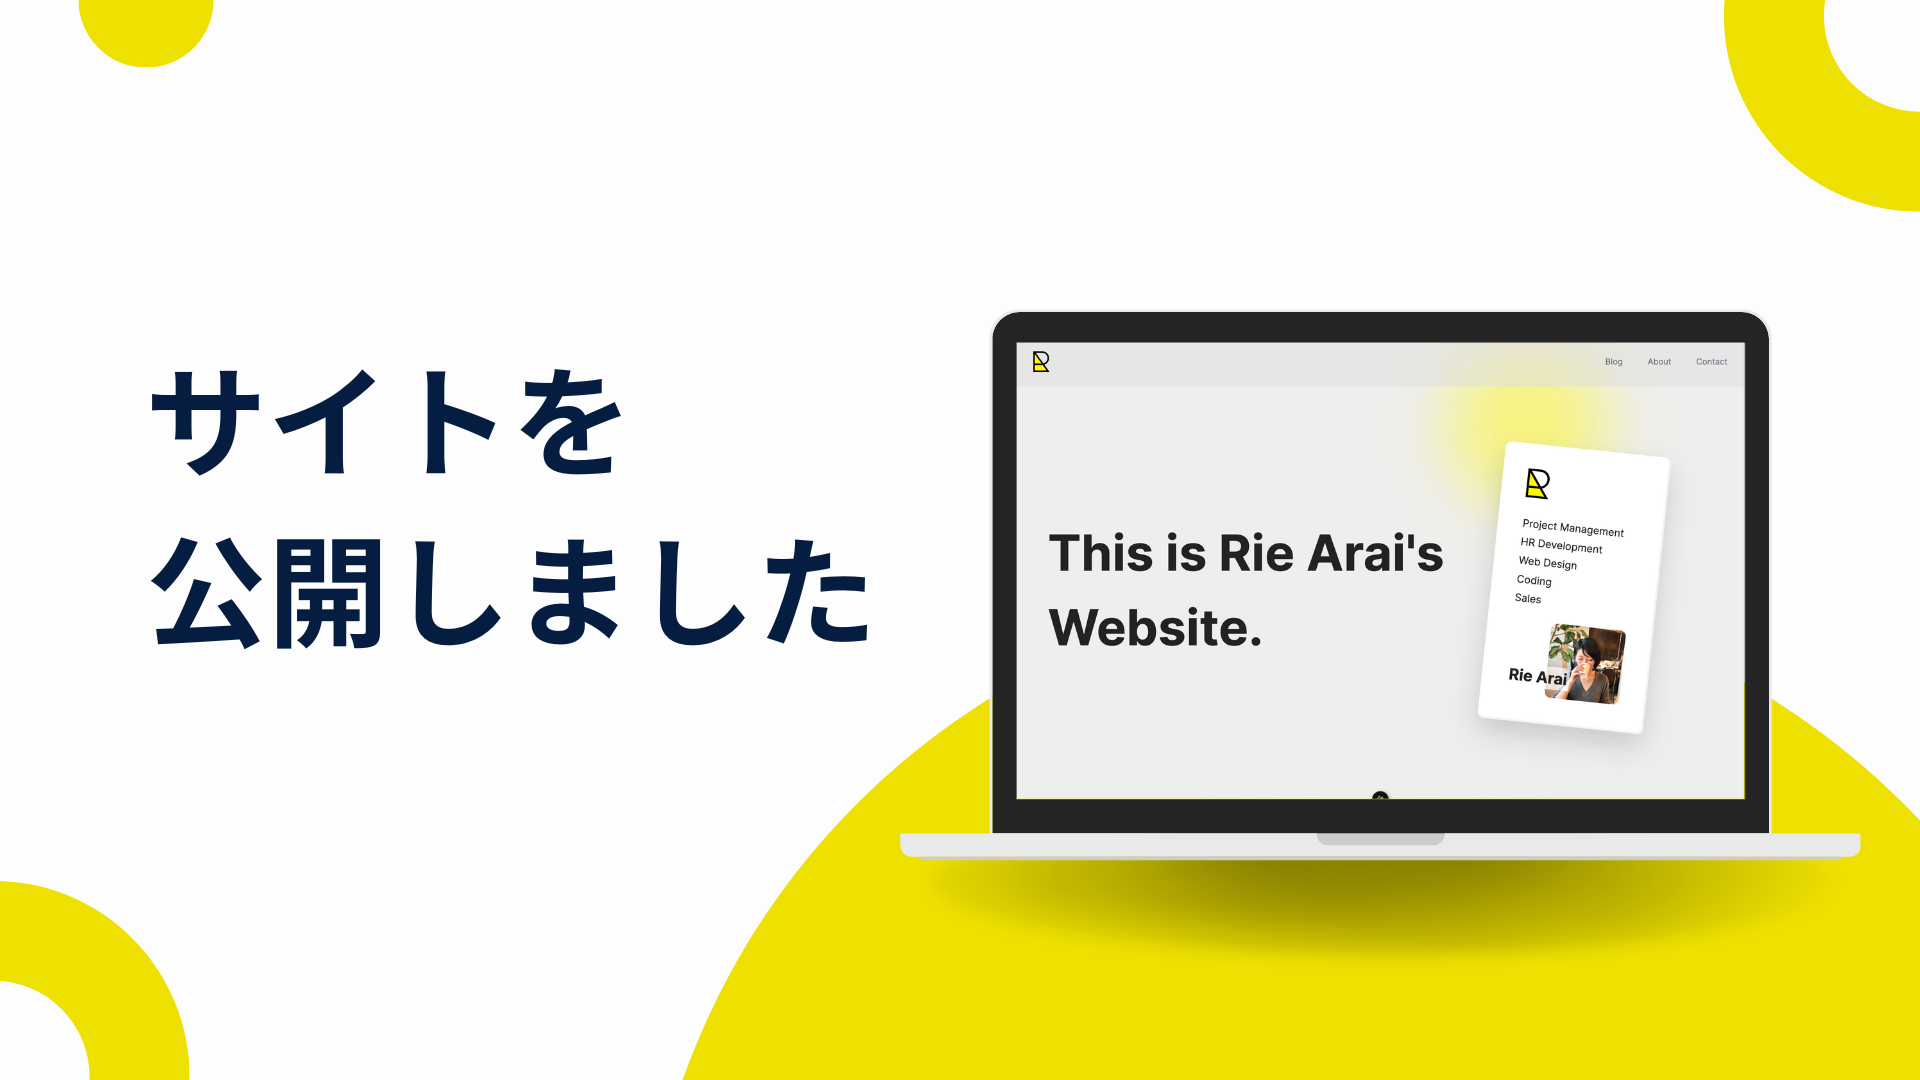 サイトを
公開しました
Blog About Contact
This is Rie Arai's
Website.
Project Management
HR Development
Web Design
Coding
Sales
Rie Arai